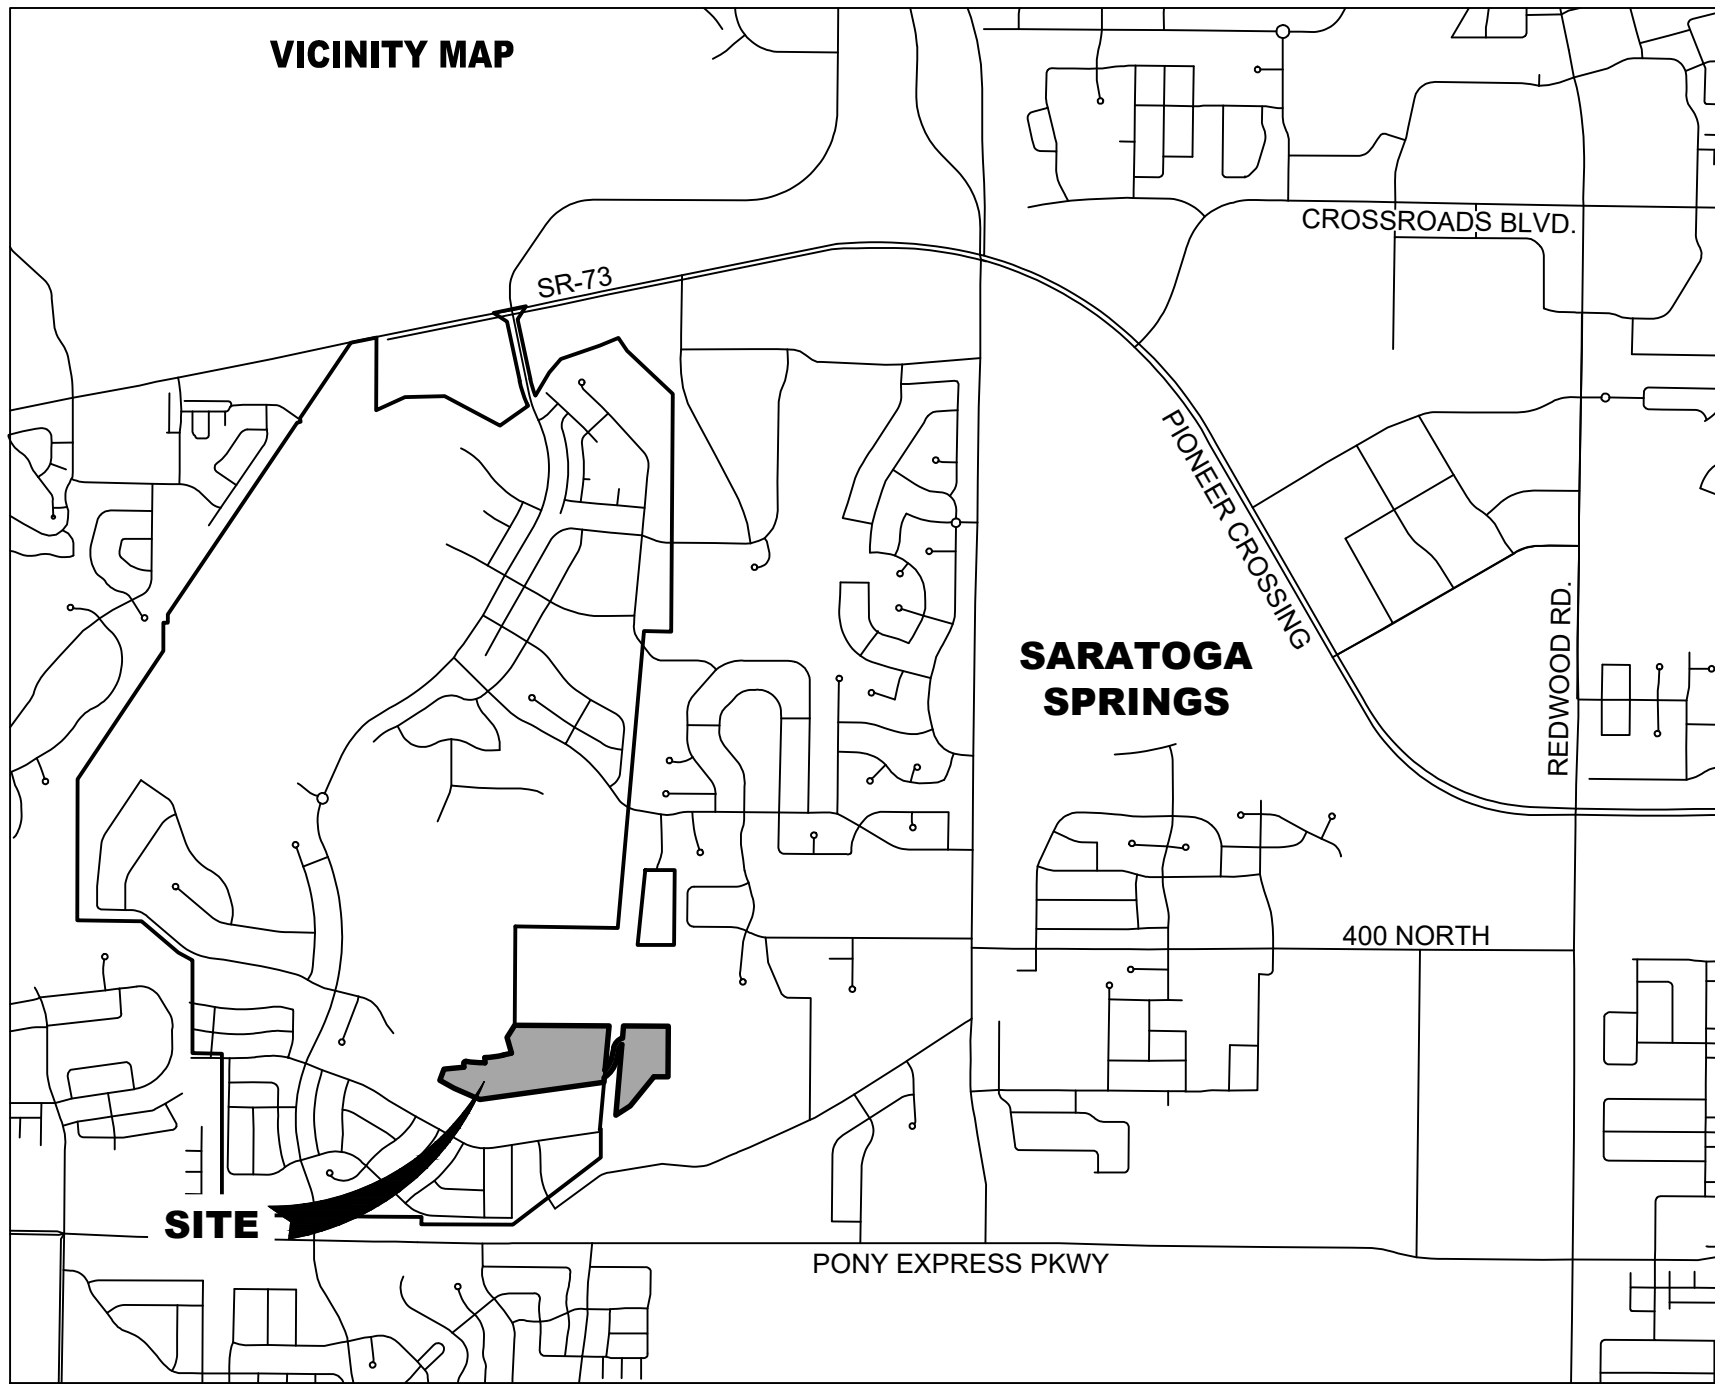 VICINITY MAP
CROSSROADS BLVD.
SR-73
PIONEER CROSSING
SARATOGA
SPRINGS
REDWOOD RD.
400 NORTH
SITE
PONY EXPRESS PKWY